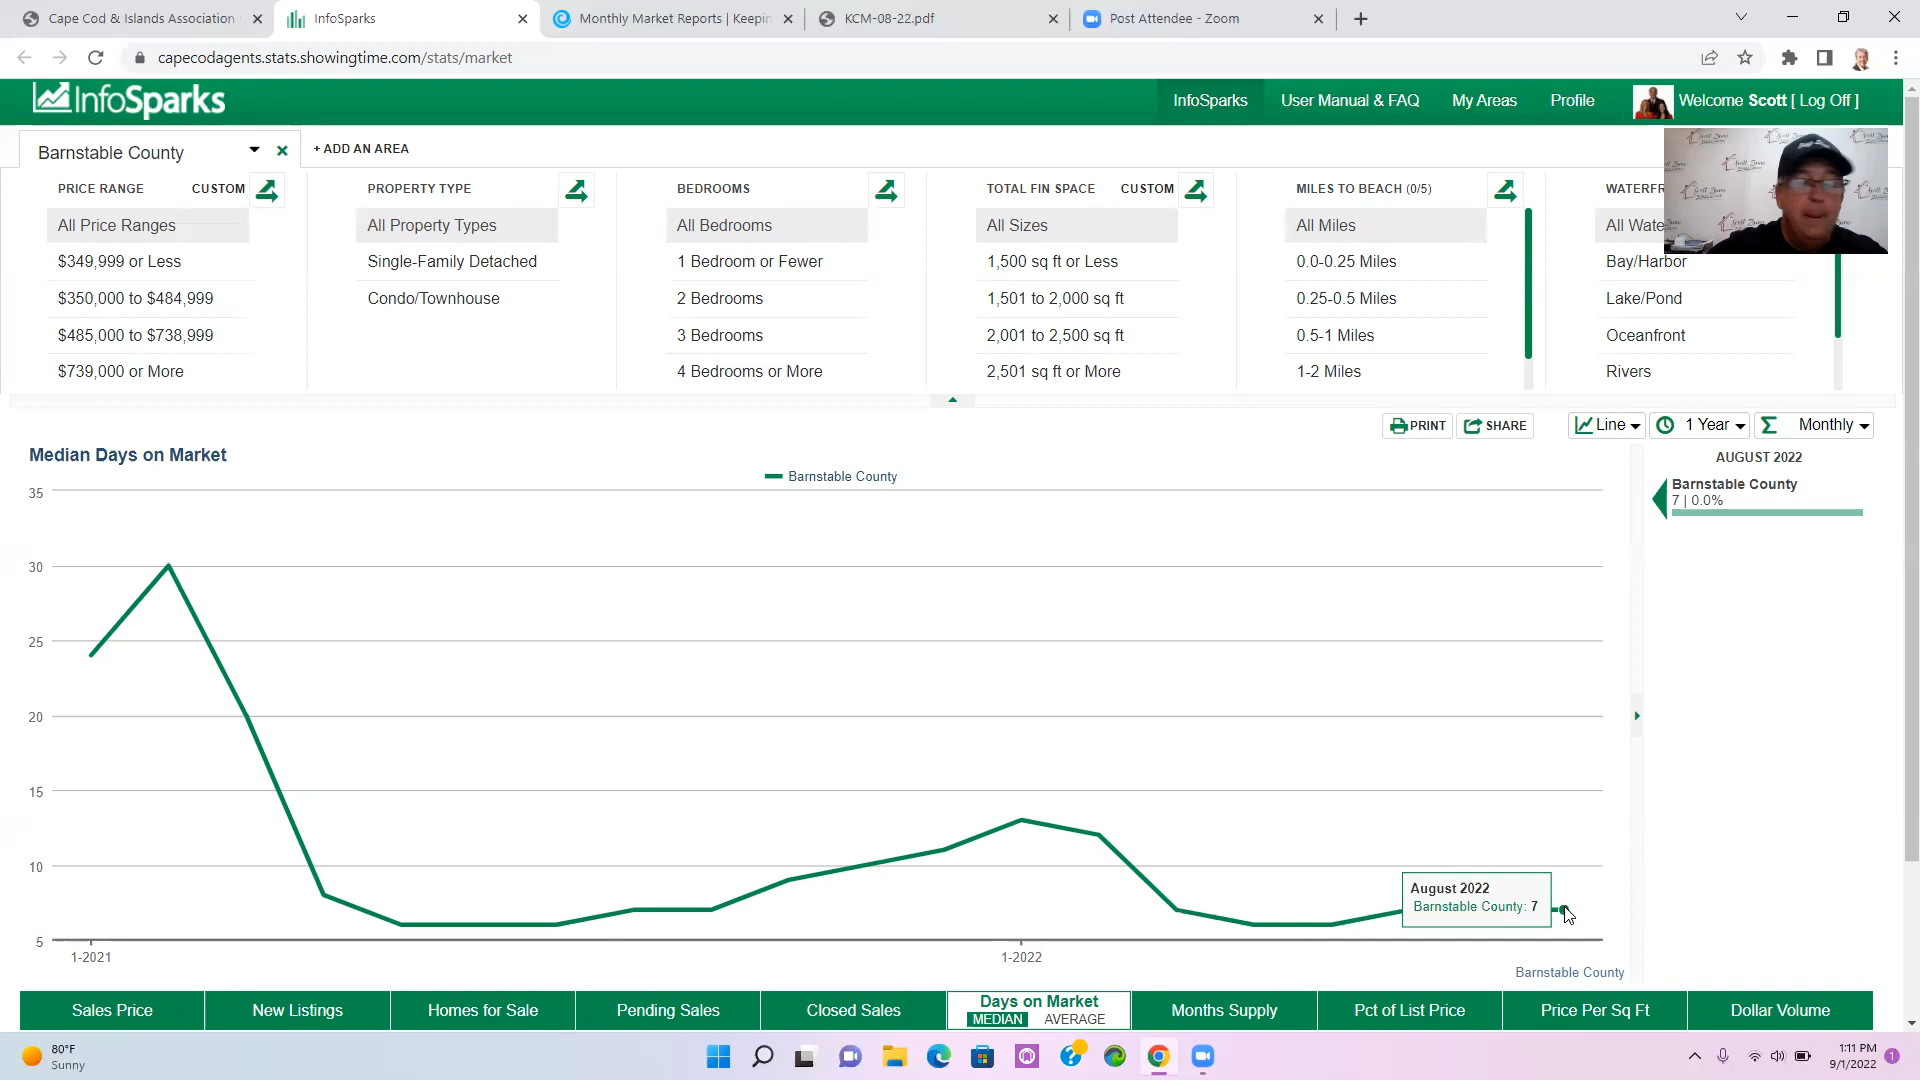 Cape Cod & Islands Association
InfoSparks
Monthly Market Reports | Keepin
KCM-08-22.pdf
Post Attendee - Zoom
capecodagents.stats.showingtime.com/stats/market
InfoSparks
InfoSparks
User Manual & FAQ
My Areas
Profile
Welcome Scott [ Log Off ]
Barnstable County
+ ADD AN AREA
PRICE RANGE CUSTOM
All Price Ranges
$349,999 or Less
$350,000 to $484,999
$485,000 to $738,999
$739,000 or More
PROPERTY TYPE
All Property Types
Single-Family Detached
Condo/Townhouse
BEDROOMS
All Bedrooms
1 Bedroom or Fewer
2 Bedrooms
3 Bedrooms
4 Bedrooms or More
TOTAL FIN SPACE CUSTOM
All Sizes
1,500 sq ft or Less
1,501 to 2,000 sq ft
2,001 to 2,500 sq ft
2,501 sq ft or More
MILES TO BEACH (0/5)
All Miles
0.0-0.25 Miles
0.25-0.5 Miles
0.5-1 Miles
1-2 Miles
WATERF
All Wate
Bay/Harbor
Lake/Pond
Oceanfront
Rivers
PRINT
SHARE
Line
1 Year
Monthly
Median Days on Market
Barnstable County
AUGUST 2022
Barnstable County
7 | 0.0%
35
30
25
20
15
10
5
August 2022
Barnstable County: 7
1-2021
1-2022
Barnstable County
Sales Price
New Listings
Homes for Sale
Pending Sales
Closed Sales
Days on Market
MEDIAN AVERAGE
Months Supply
Pct of List Price
Price Per Sq Ft
Dollar Volume
80°F
Sunny
1:11 PM
9/1/2022
1